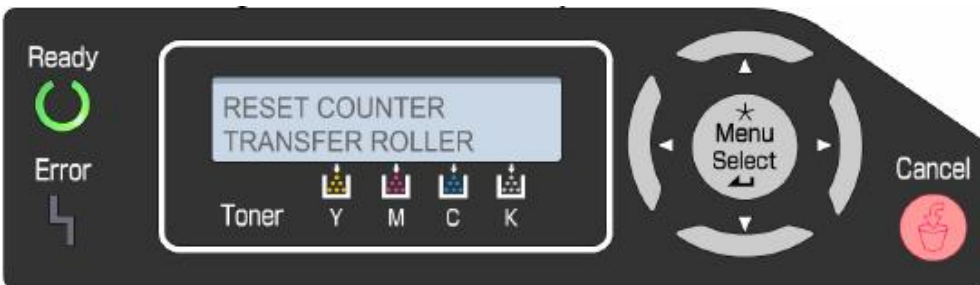 Ready
Error
RESET COUNTER
TRANSFER ROLLER
Toner Y M C K
Menu
Select
Cancel